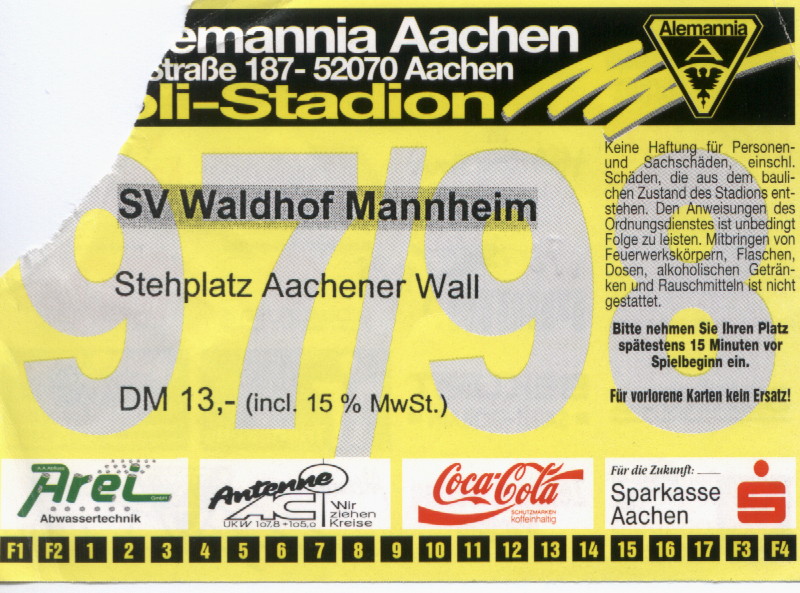 lemannia Aachen
Straße 187- 52070 Aachen
oli-Stadion
Alemannia
A
97/98
SV Waldhof Mannheim
Stehplatz Aachener Wall
DM 13,- (incl. 15 % MwSt.)
Keine Haftung für Personen-
und Sachschäden, einschl.
Schäden, die aus dem bauli-
chen Zustand des Stadions ent-
stehen. Den Anweisungen des
Ordnungsdienstes ist unbedingt
Folge zu leisten. Mitbringen von
Feuerwerkskörpern, Flaschen,
Dosen, alkoholischen Geträn-
ken und Rauschmitteln ist nicht
gestattet.
Bitte nehmen Sie Ihren Platz
spätestens 15 Minuten vor
Spielbeginn ein.
Für vorlorene Karten kein Ersatz!
Arei
GmbH
Abwassertechnik
Antenne
AC
Wir
ziehen
Kreise
UKW 107,8 + 105,0
Coca-Cola
SCHUTZMARKEN
koffeinhaltig
Für die Zukunft:
Sparkasse
Aachen
F1 F2 1 2 3 4 5 6 7 8 9 10 11 12 13 14 15 16 17 F3 F4